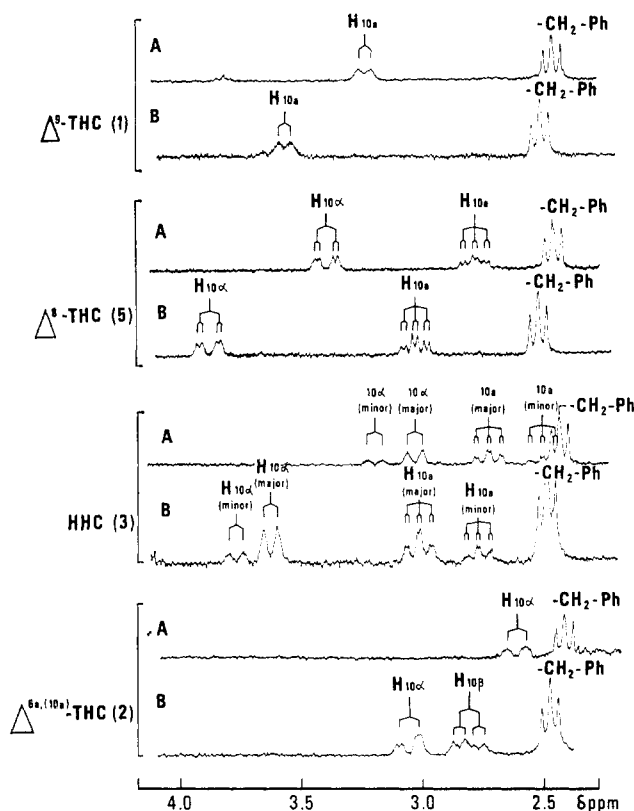 -CH2-Ph
H10a
A
-CH2-Ph
H10a
B
Δ9-THC (1)
H10α
H10a
-CH2-Ph
A
H10α
H10a
-CH2-Ph
B
Δ8-THC (5)
10α (minor)
10α (major)
10a (major)
10a (minor)
-CH2-Ph
A
H10α (major)
H10α (minor)
H10a (major)
H10a (minor)
-CH2-Ph
B
HHC (3)
H10α
-CH2-Ph
A
H10α
H10β
-CH2-Ph
B
Δ6a,(10a)-THC (2)
4.0 3.5 3.0 2.5 δppm